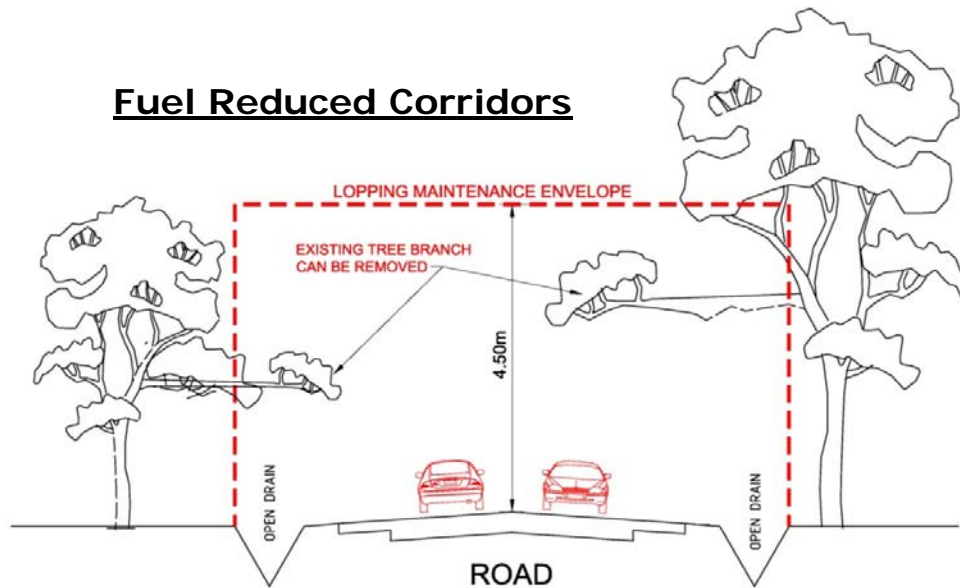 Fuel Reduced Corridors
LOPPING MAINTENANCE ENVELOPE
EXISTING TREE BRANCH
CAN BE REMOVED
4.50m
OPEN DRAIN
OPEN DRAIN
ROAD